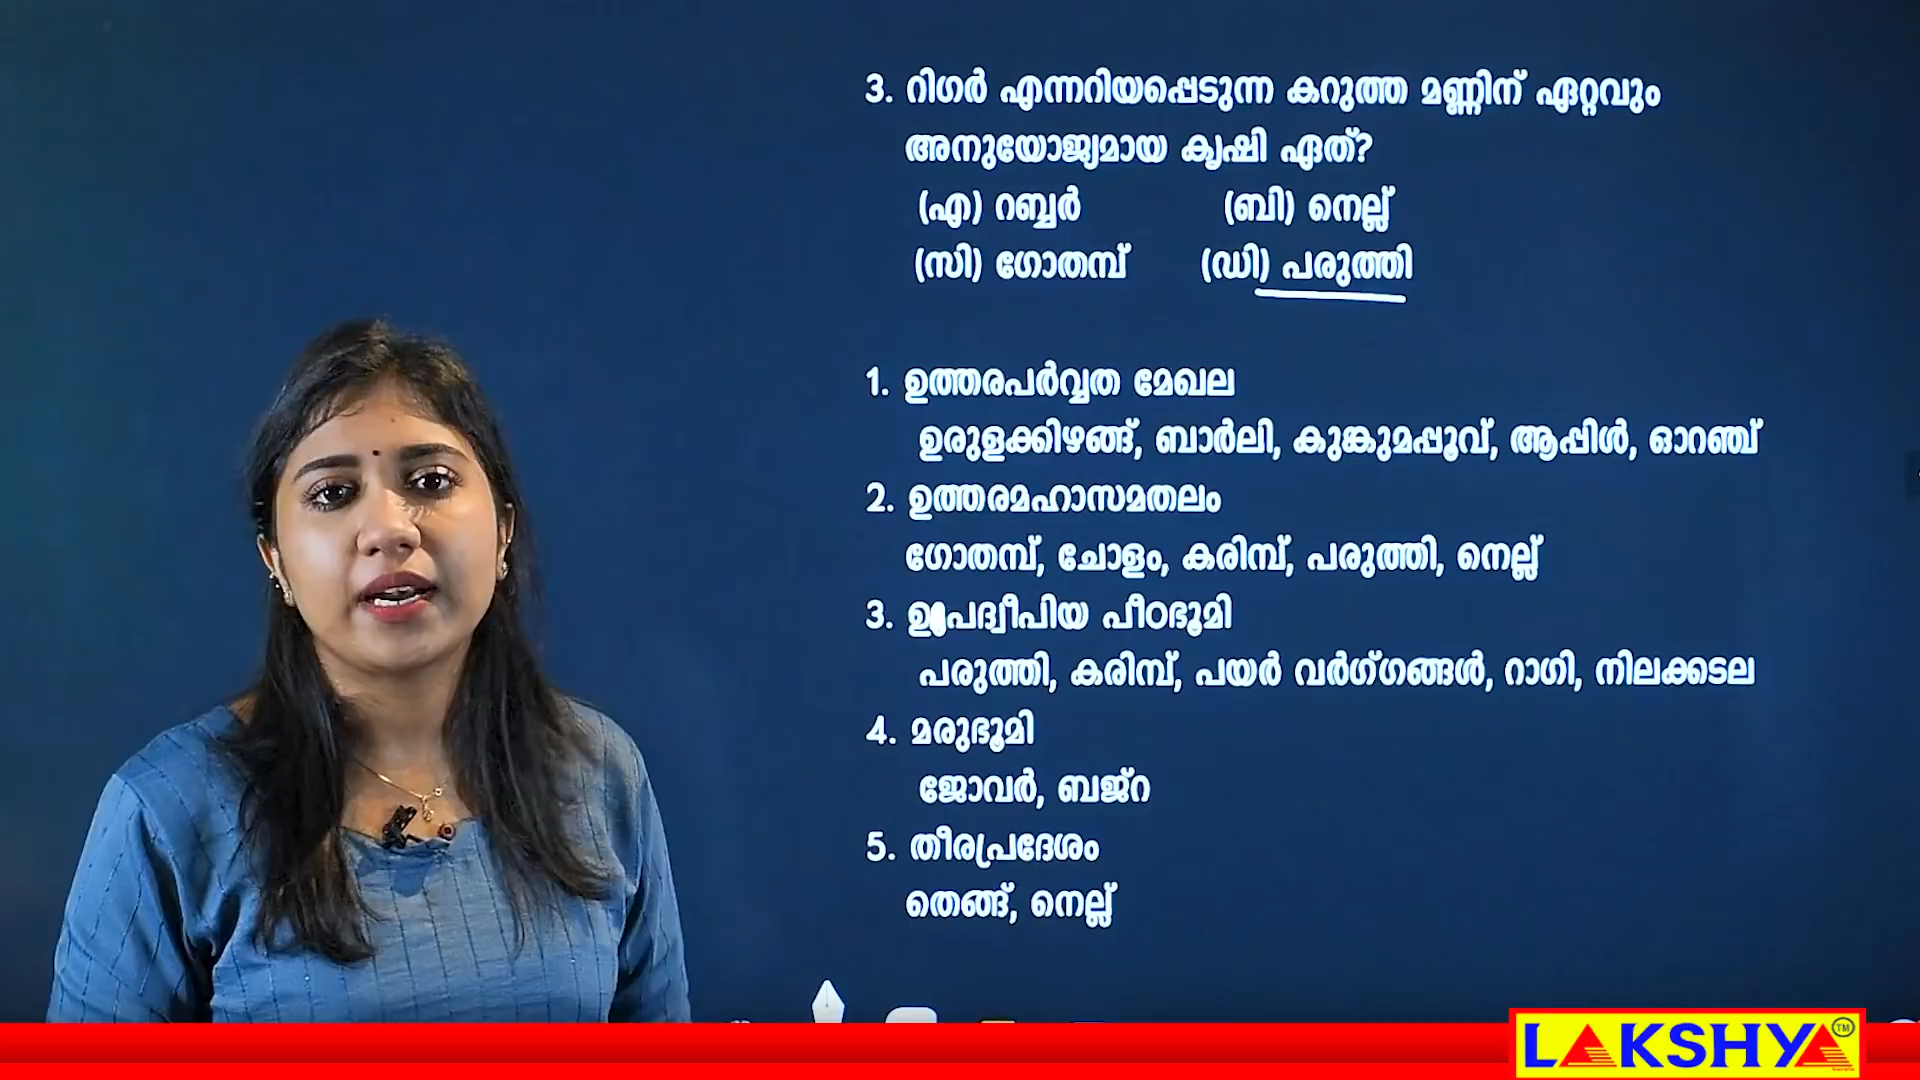 3. റിഗർ എന്നറിയപ്പെടുന്ന കറുത്ത മണ്ണിന് ഏറ്റവും
അനുയോജ്യമായ കൃഷി ഏത്?
(എ) റബ്ബർ (ബി) നെല്ല്
(സി) ഗോതമ്പ് (ഡി) പരുത്തി
1. ഉത്തരപർവ്വത മേഖല
ഉരുളക്കിഴങ്ങ്, ബാർലി, കുങ്കുമപ്പൂവ്, ആപ്പിൾ, ഓറഞ്ച്
2. ഉത്തരമഹാസമതലം
ഗോതമ്പ്, ചോളം, കരിമ്പ്, പരുത്തി, നെല്ല്
3. ഉപദ്വീപിയ പീഠഭൂമി
പരുത്തി, കരിമ്പ്, പയർ വർഗ്ഗങ്ങൾ, റാഗി, നിലക്കടല
4. മരുഭൂമി
ജോവർ, ബജ്റ
5. തീരപ്രദേശം
തെങ്ങ്, നെല്ല്
LAKSHYA TM